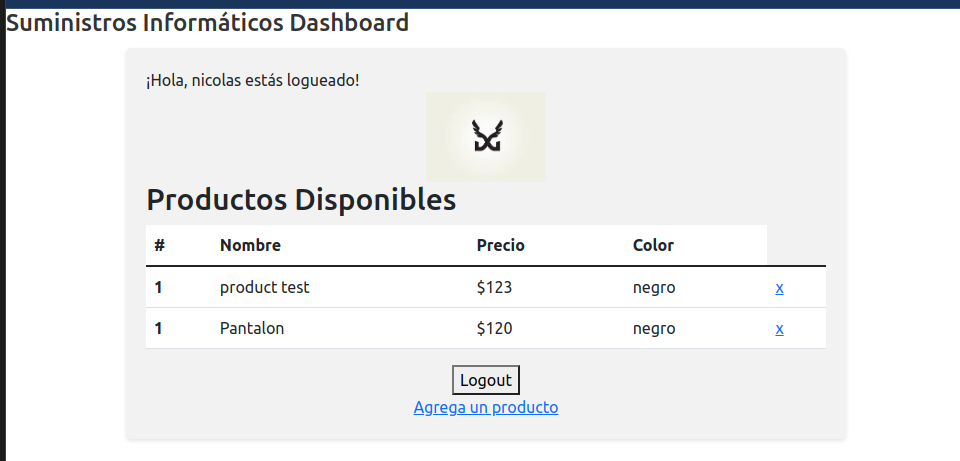 Suministros Informáticos Dashboard
¡Hola, nicolas estás logueado!
Productos Disponibles
# Nombre Precio Color
1 product test $123 negro x
1 Pantalon $120 negro x
Logout
Agrega un producto